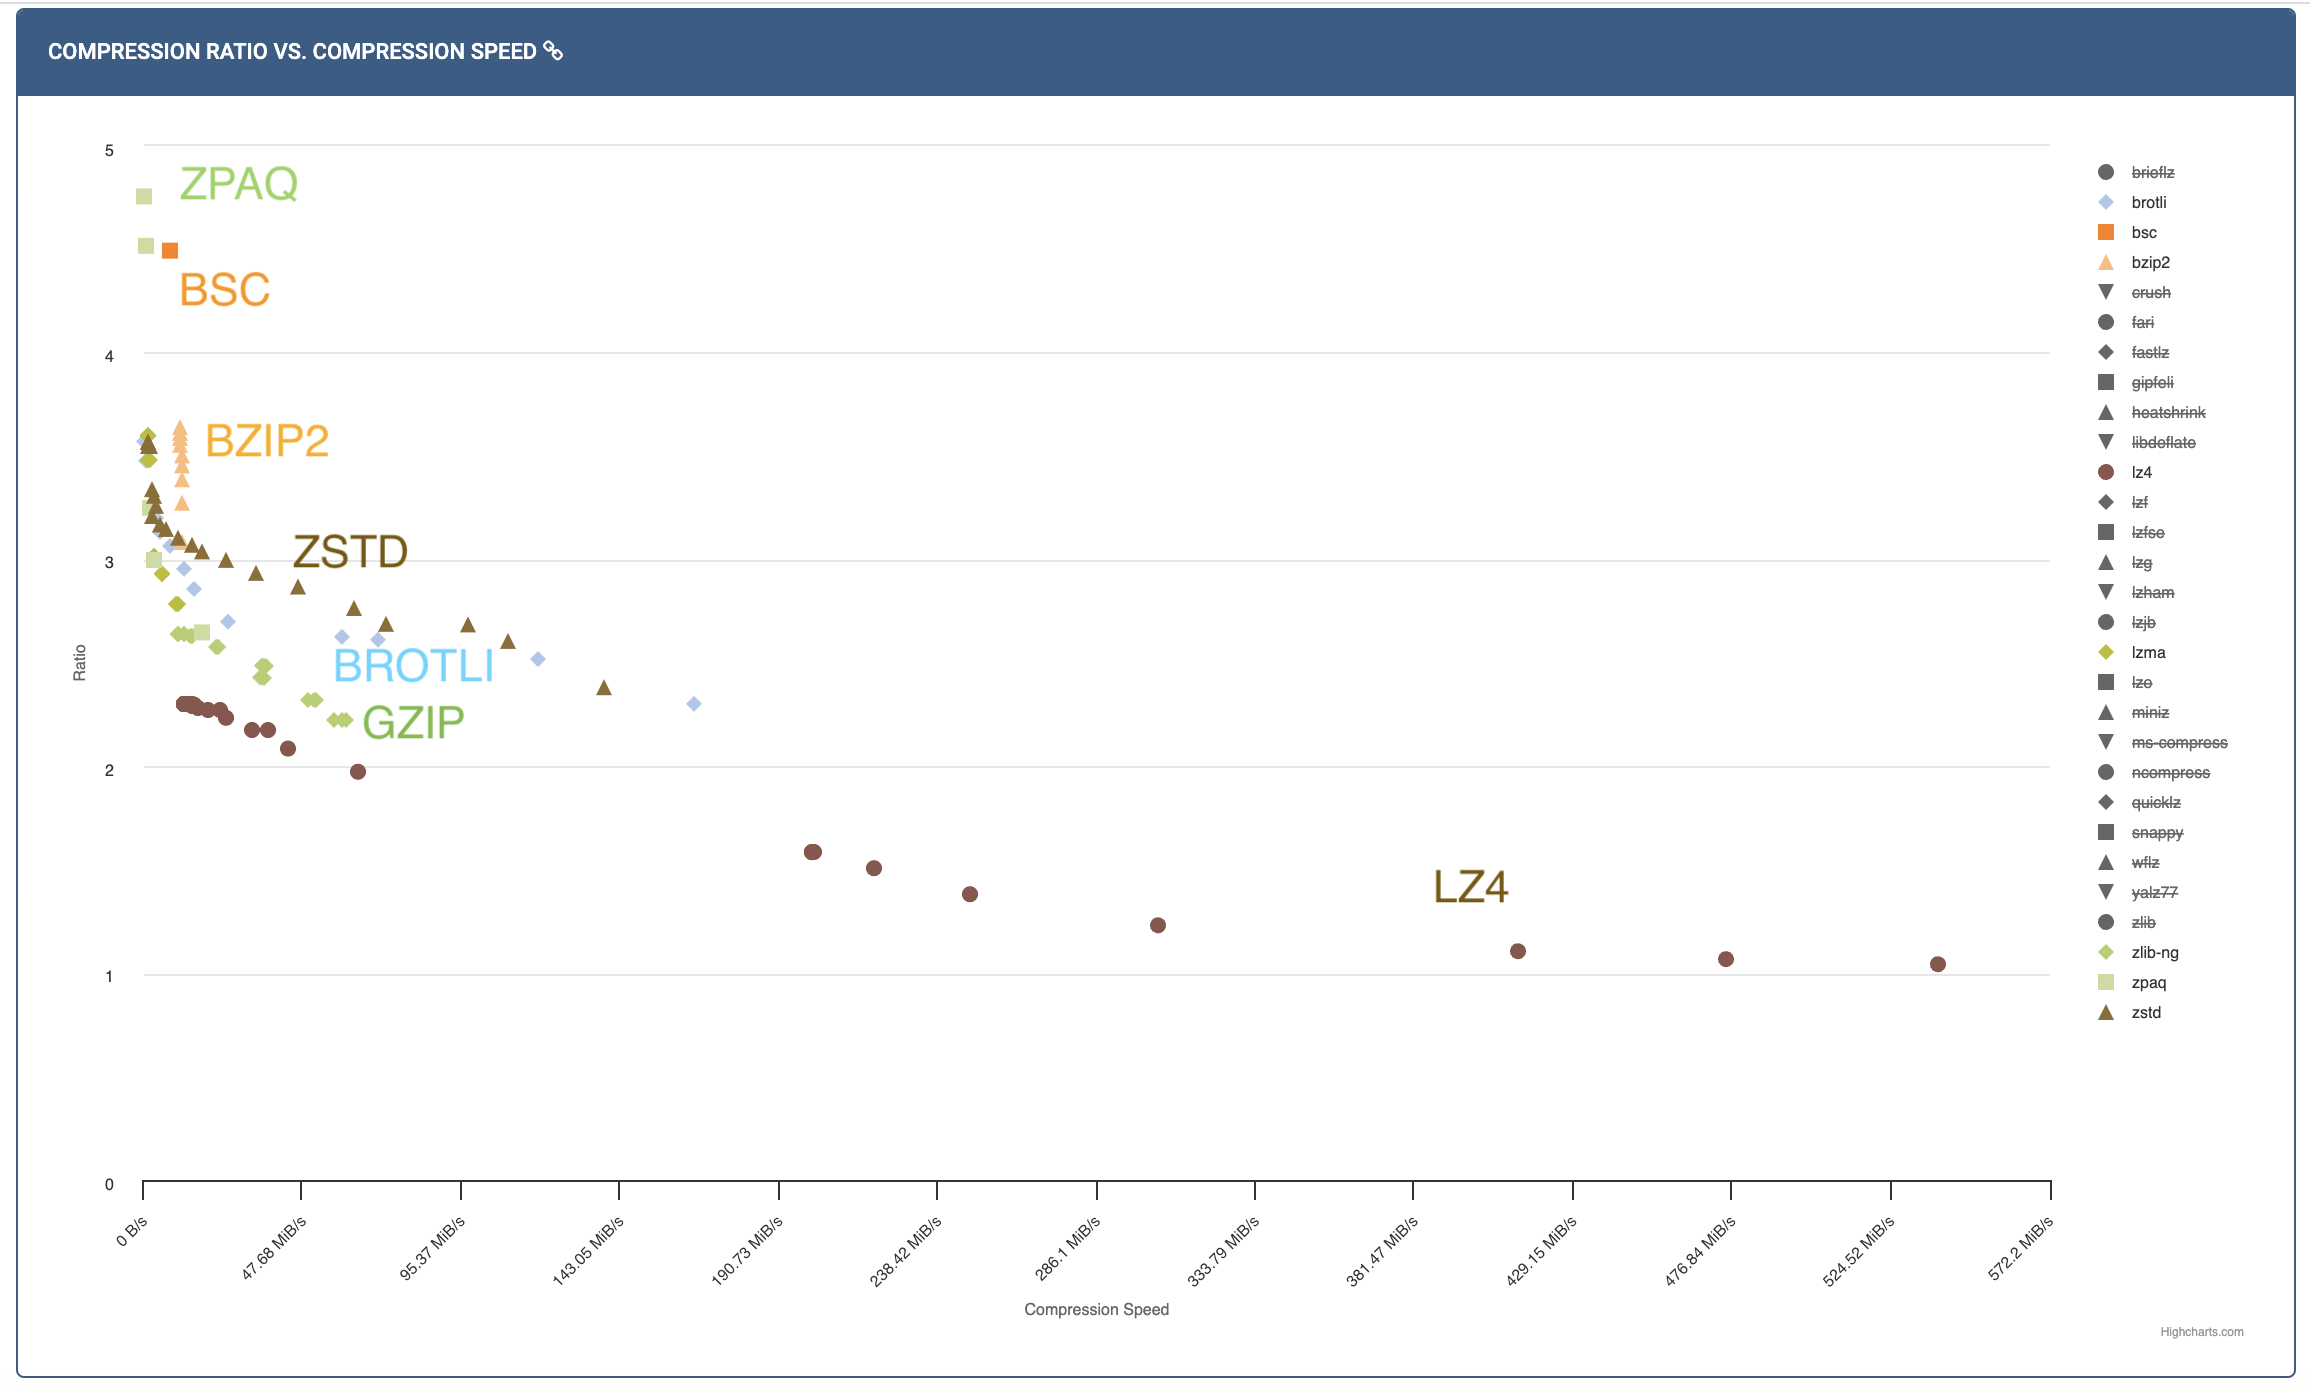 COMPRESSION RATIO VS. COMPRESSION SPEED
5
4
3
2
1
0
Ratio
ZPAQ
BSC
BZIP2
ZSTD
BROTLI
GZIP
LZ4
0 B/s
47.68 MiB/s
95.37 MiB/s
143.05 MiB/s
190.73 MiB/s
238.42 MiB/s
286.1 MiB/s
333.79 MiB/s
381.47 MiB/s
429.15 MiB/s
476.84 MiB/s
524.52 MiB/s
572.2 MiB/s
Compression Speed
brieflz
brotli
bsc
bzip2
crush
fari
fastlz
gipfeli
heatshrink
libdeflate
lz4
lzf
lzfse
lzg
lzham
lzjb
lzma
lzo
miniz
ms-compress
ncompress
quicklz
snappy
wflz
yalz77
zlib
zlib-ng
zpaq
zstd
Highcharts.com